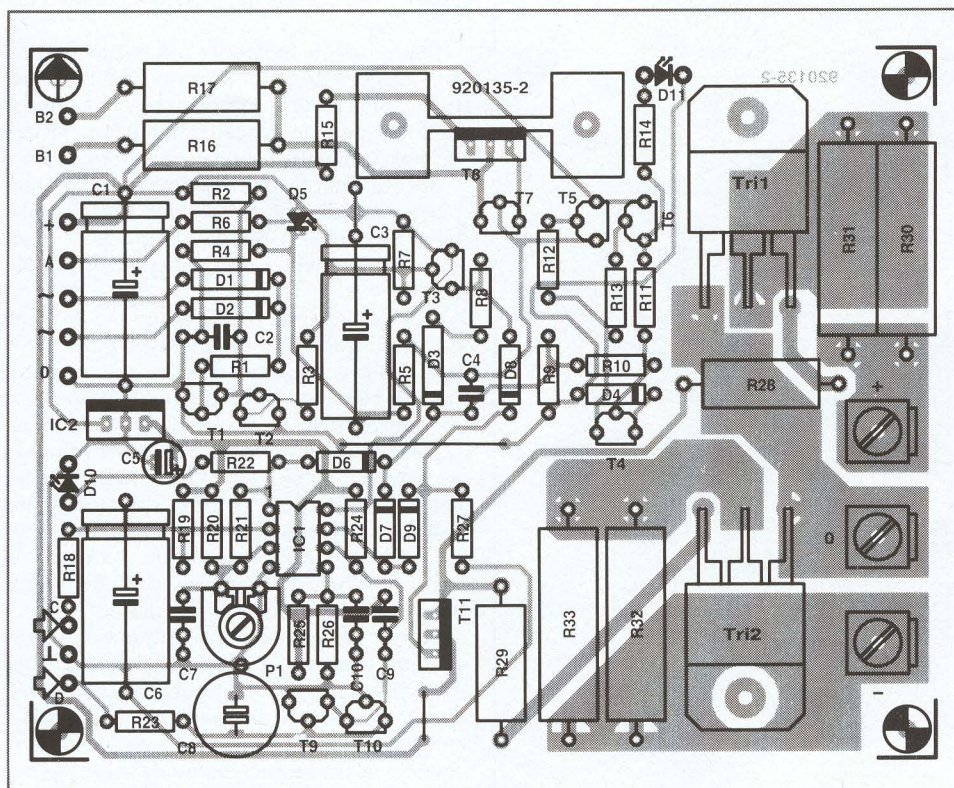 920135-2
920135-2
D11
B2
R17
B1
R16
R15
R14
T8
Tri1
C1
R2
D5
T7
T5
T6
+
R6
C3
R7
R12
R31
R30
A
R4
T3
R8
R13
R11
~
D1
+
+
D2
~
C2
R3
R5
D3
C4
D8
R9
R10
0
R1
D4
R28
+
IC2
T1
T2
T4
C5
+
D10
R22
D6
1
R19
R20
R21
IC1
R24
D7
D9
0
R18
+
C
R25
R26
T11
R29
R33
R32
Tri2
⊥
C7
P1
C10
C9
D
C6
R23
C8
T9
T10
-